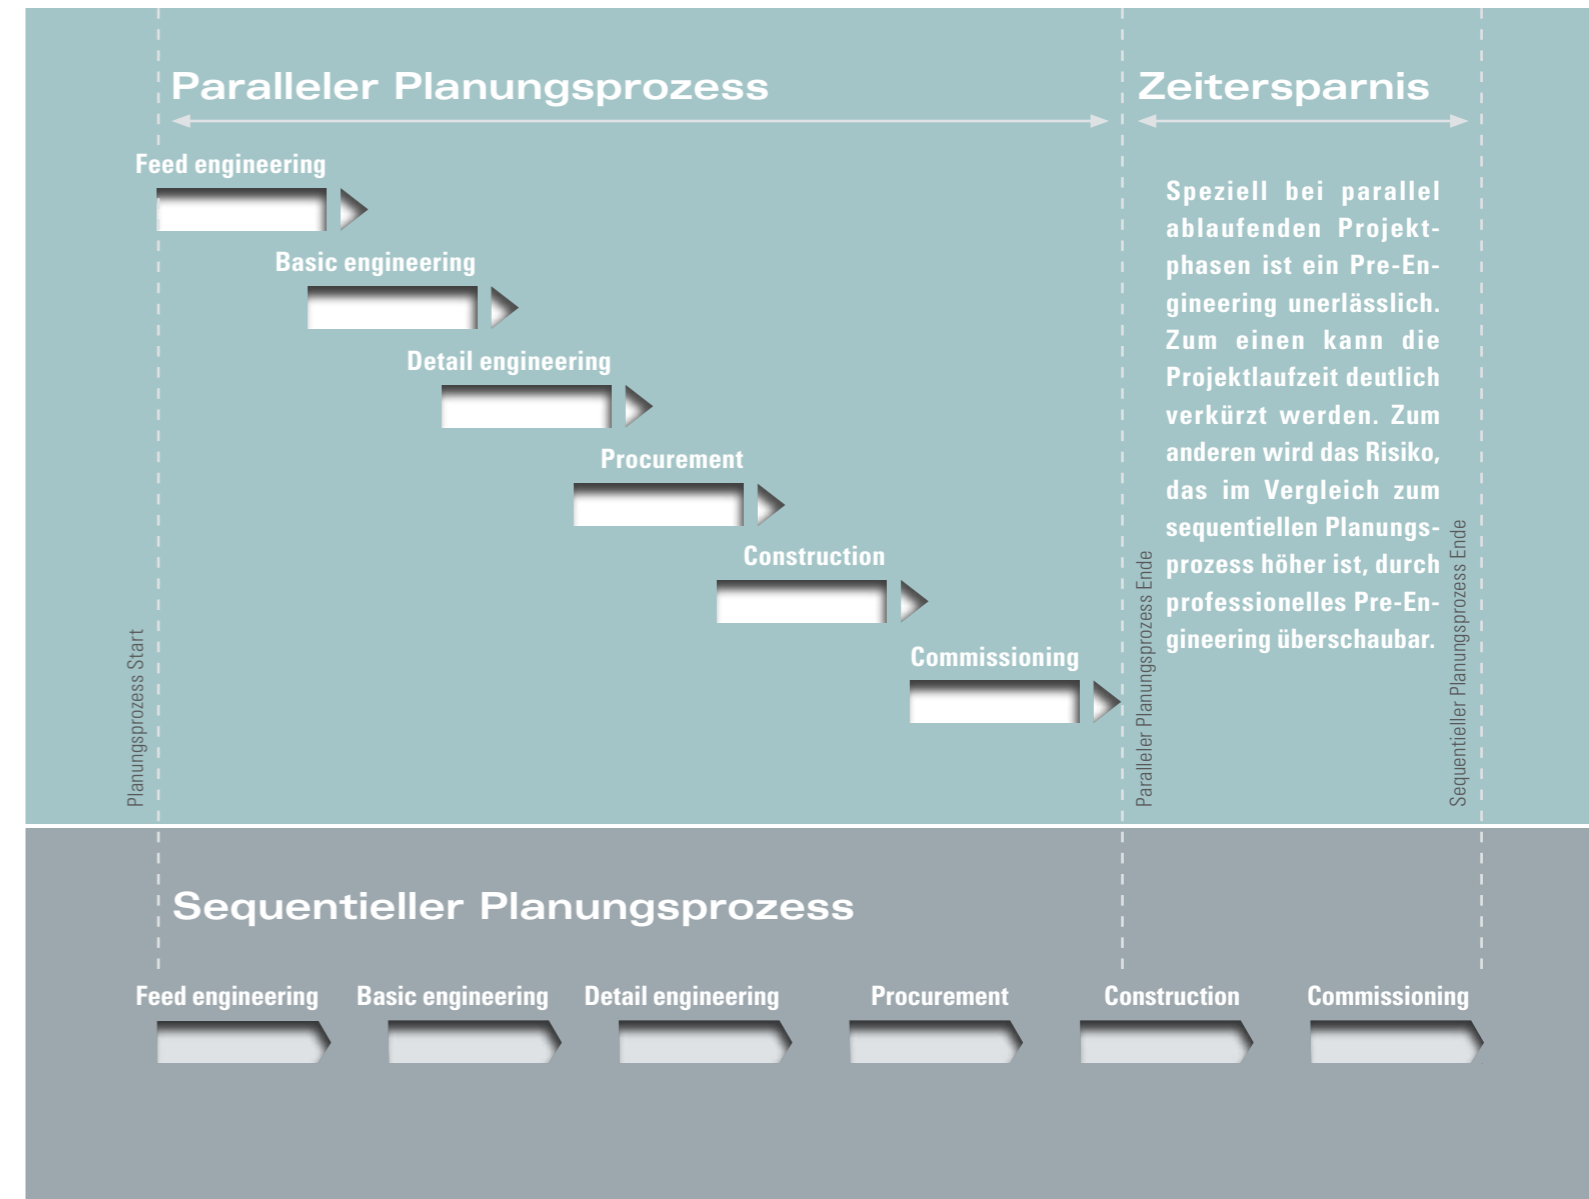 Paralleler Planungsprozess
Zeitersparnis
Feed engineering
Basic engineering
Detail engineering
Procurement
Construction
Commissioning
Speziell bei parallel
ablaufenden Projekt-
phasen ist ein Pre-En-
gineering unerlässlich.
Zum einen kann die
Projektlaufzeit deutlich
verkürzt werden. Zum
anderen wird das Risiko,
das im Vergleich zum
sequentiellen Planungs-
prozess höher ist, durch
professionelles Pre-En-
gineering überschaubar.
Planungsprozess Start
Paralleler Planungsprozess Ende
Sequentieller Planungsprozess Ende
Sequentieller Planungsprozess
Feed engineering Basic engineering Detail engineering Procurement Construction Commissioning